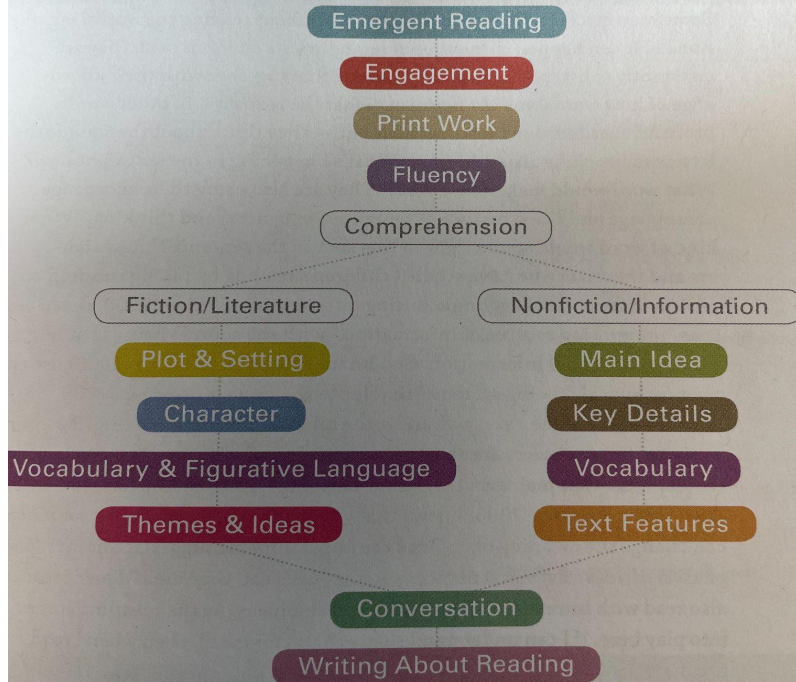 Emergent Reading
Engagement
Print Work
Fluency
Comprehension
Fiction/Literature
Plot & Setting
Character
Vocabulary & Figurative Language
Themes & Ideas
Nonfiction/Information
Main Idea
Key Details
Vocabulary
Text Features
Conversation
Writing About Reading